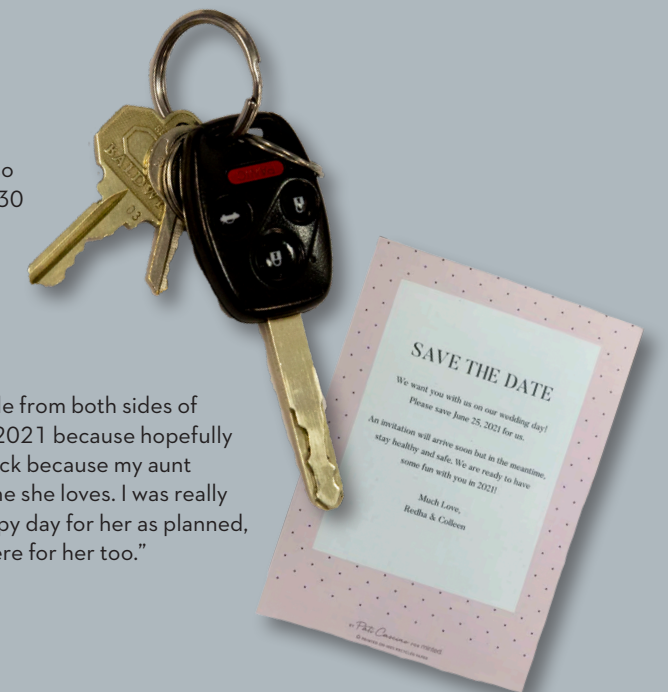 o
30
le from both sides of
2021 because hopefully
ck because my aunt
ne she loves. I was really
py day for her as planned,
ere for her too.”
BALDW
03
SAVE THE DATE
We want you with us on our wedding day!
Please save June 25, 2021 for us.
An invitation will arrive soon but in the meantime,
stay healthy and safe. We are ready to have
some fun with you in 2021!
Much Love,
Redha & Colleen